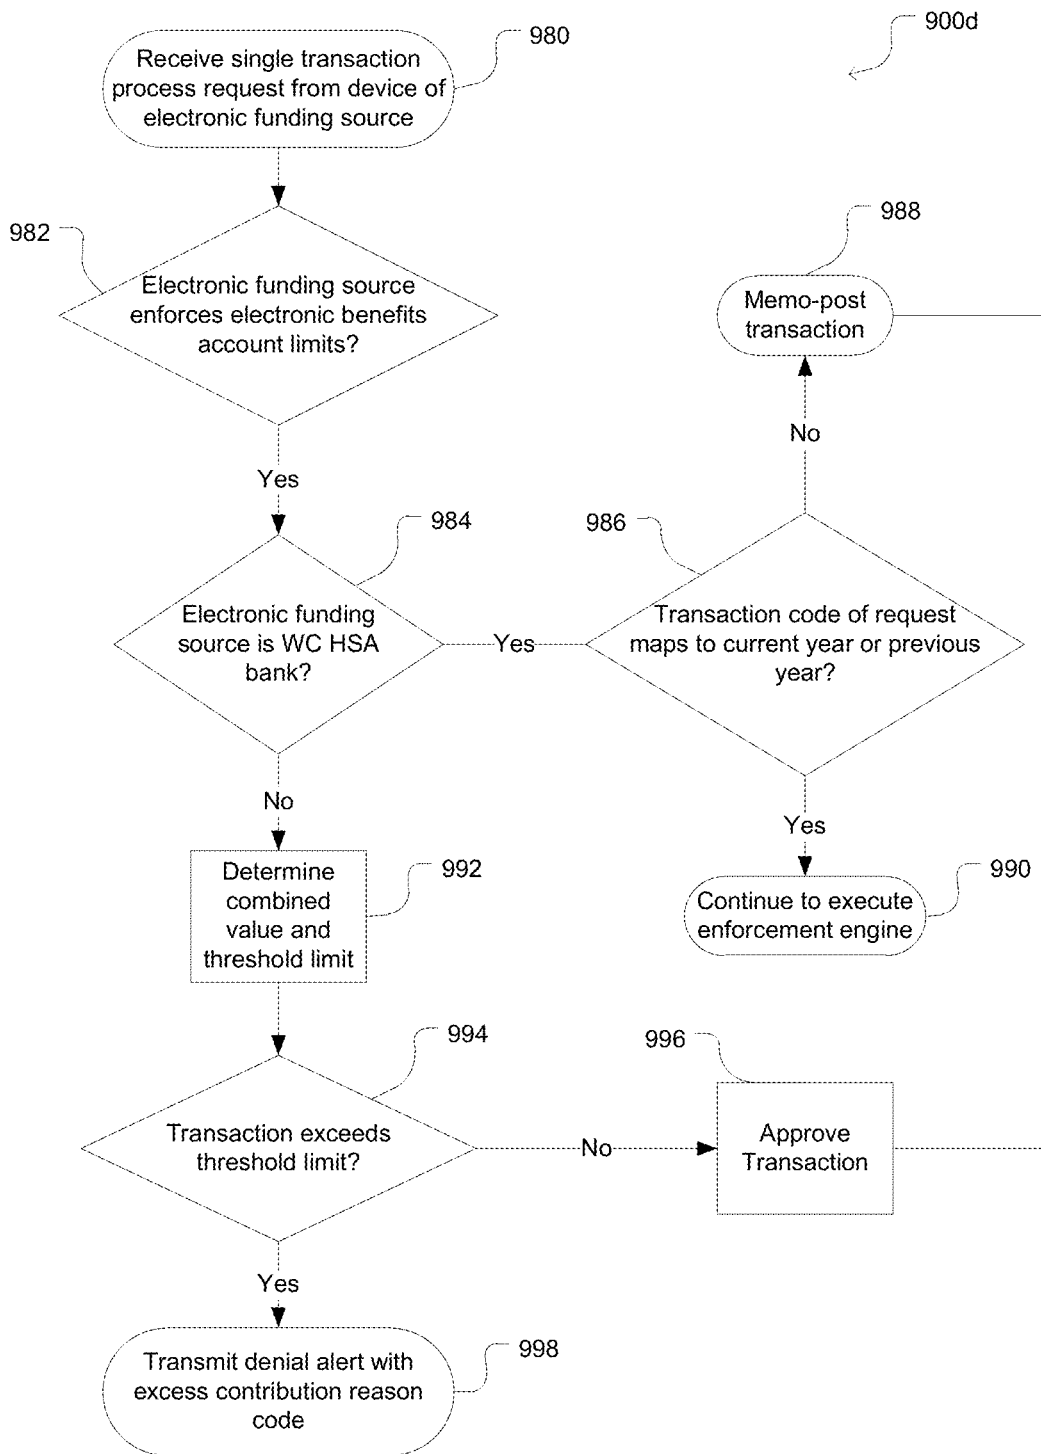 900d
980
Receive single transaction
process request from device of
electronic funding source
982
Electronic funding source
enforces electronic benefits
account limits?
Yes
988
Memo-post
transaction
No
984
Electronic funding
source is WC HSA
bank?
Yes
986
Transaction code of request
maps to current year or previous
year?
No
Yes
992
Determine
combined
value and
threshold limit
990
Continue to execute
enforcement engine
994
Transaction exceeds
threshold limit?
No
996
Approve
Transaction
Yes
998
Transmit denial alert with
excess contribution reason
code